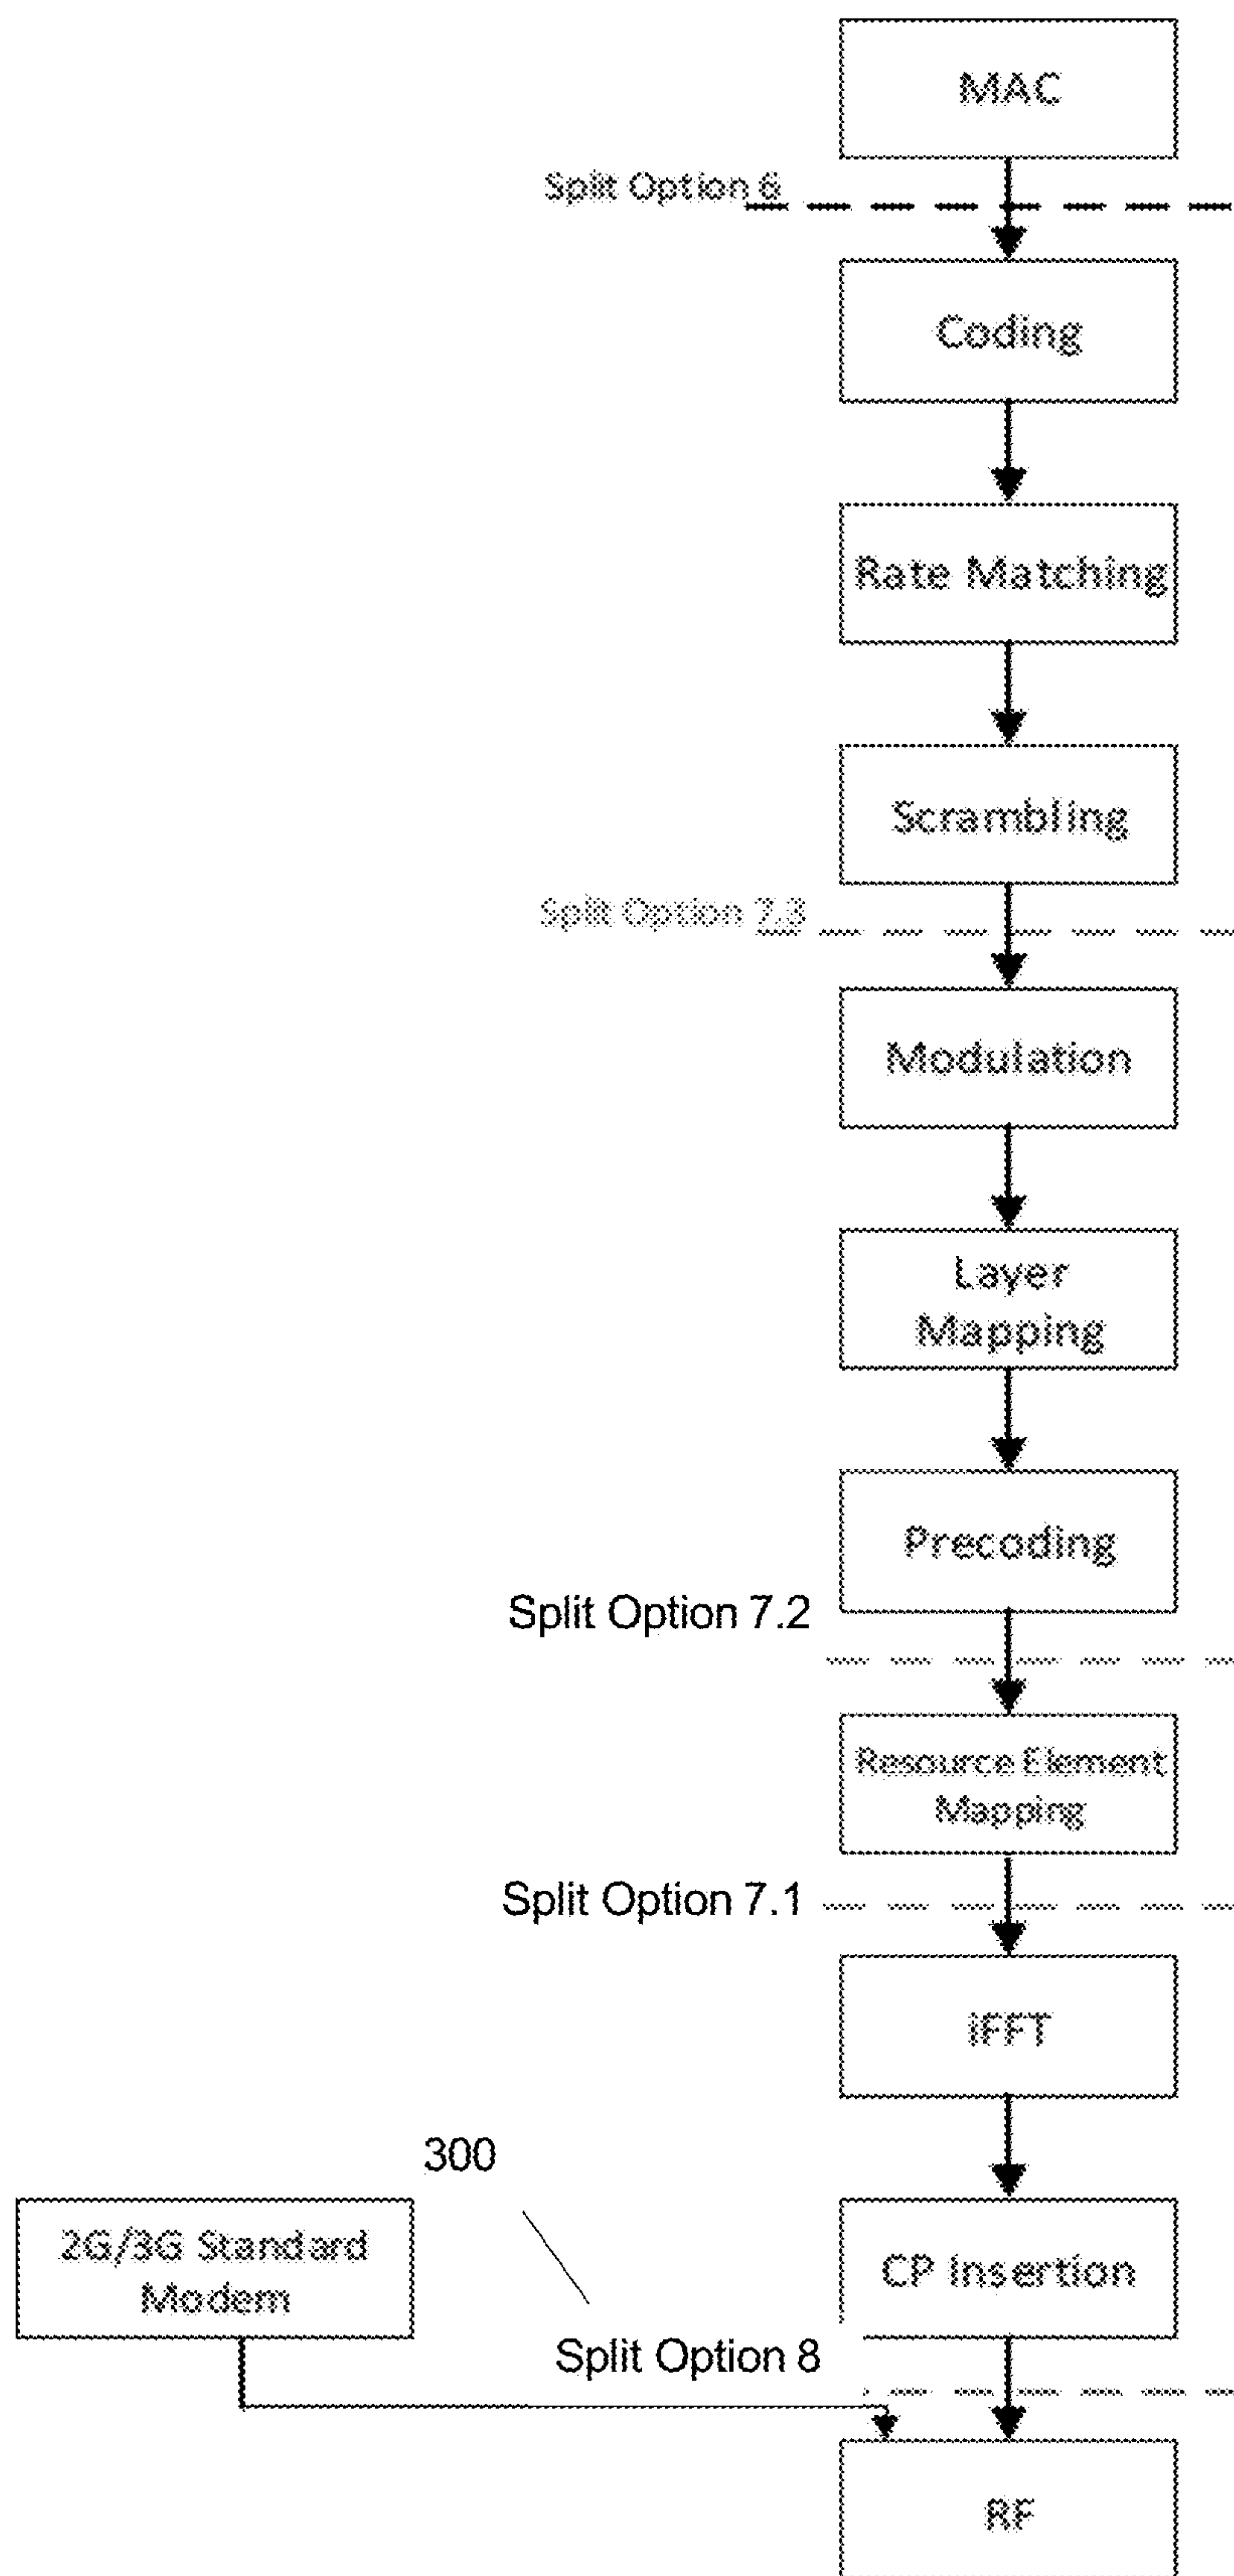 MAC
Split Option 6
Coding
Rate Matching
Scrambling
Split Option 7.3
Modulation
Layer
Mapping
Precoding
Split Option 7.2
Resource Element
Mapping
Split Option 7.1
iFFT
300
2G/3G Standard
Modem
CP Insertion
Split Option 8
RF